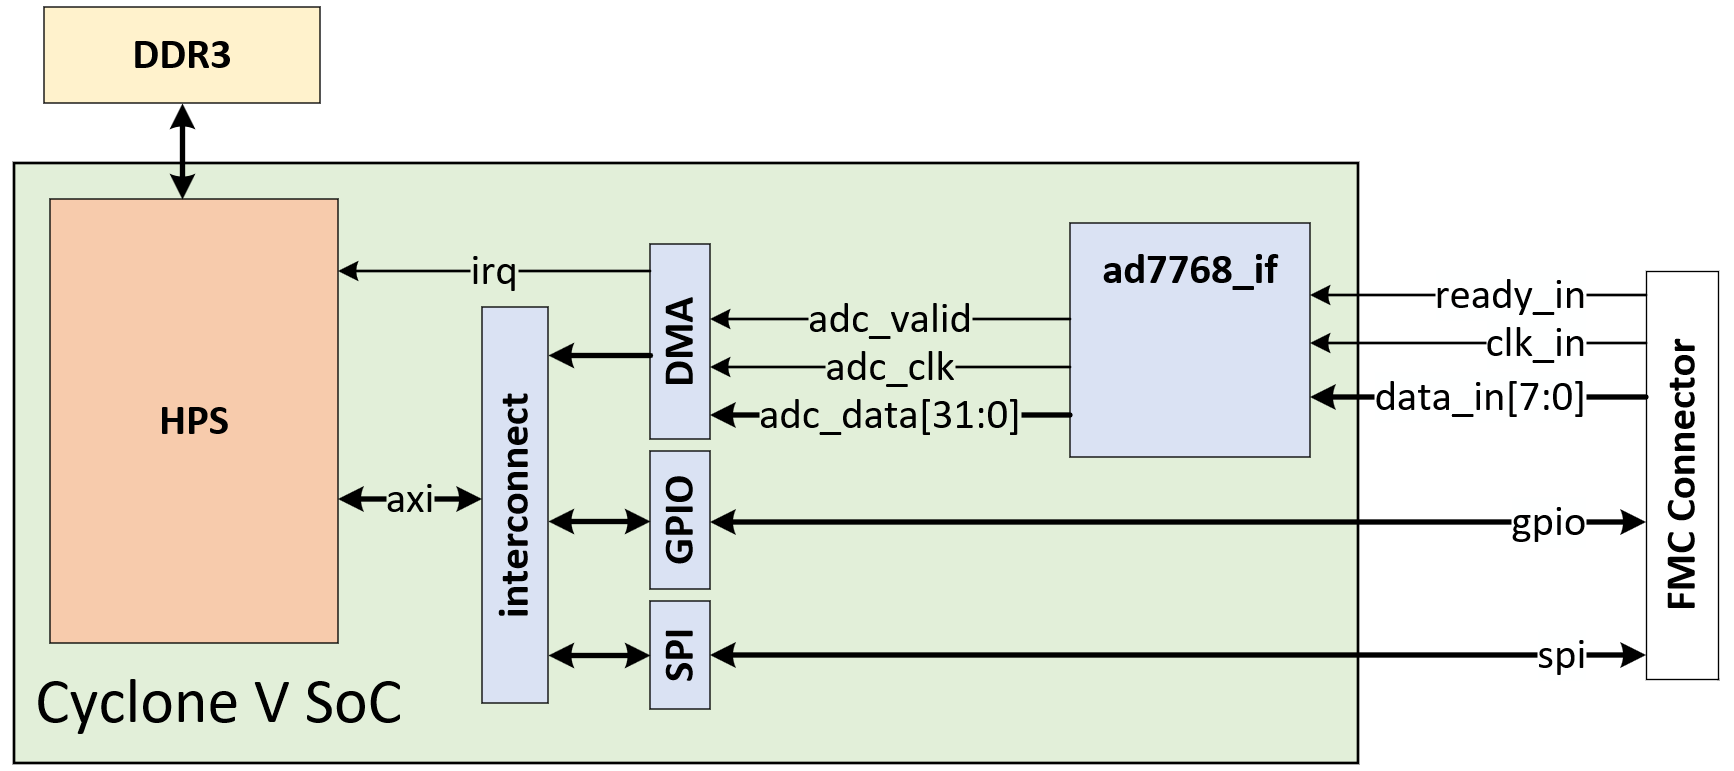 DDR3
HPS
irq
axi
interconnect
DMA
GPIO
SPI
adc_valid
adc_clk
adc_data[31:0]
ad7768_if
ready_in
clk_in
data_in[7:0]
gpio
spi
FMC Connector
Cyclone V SoC